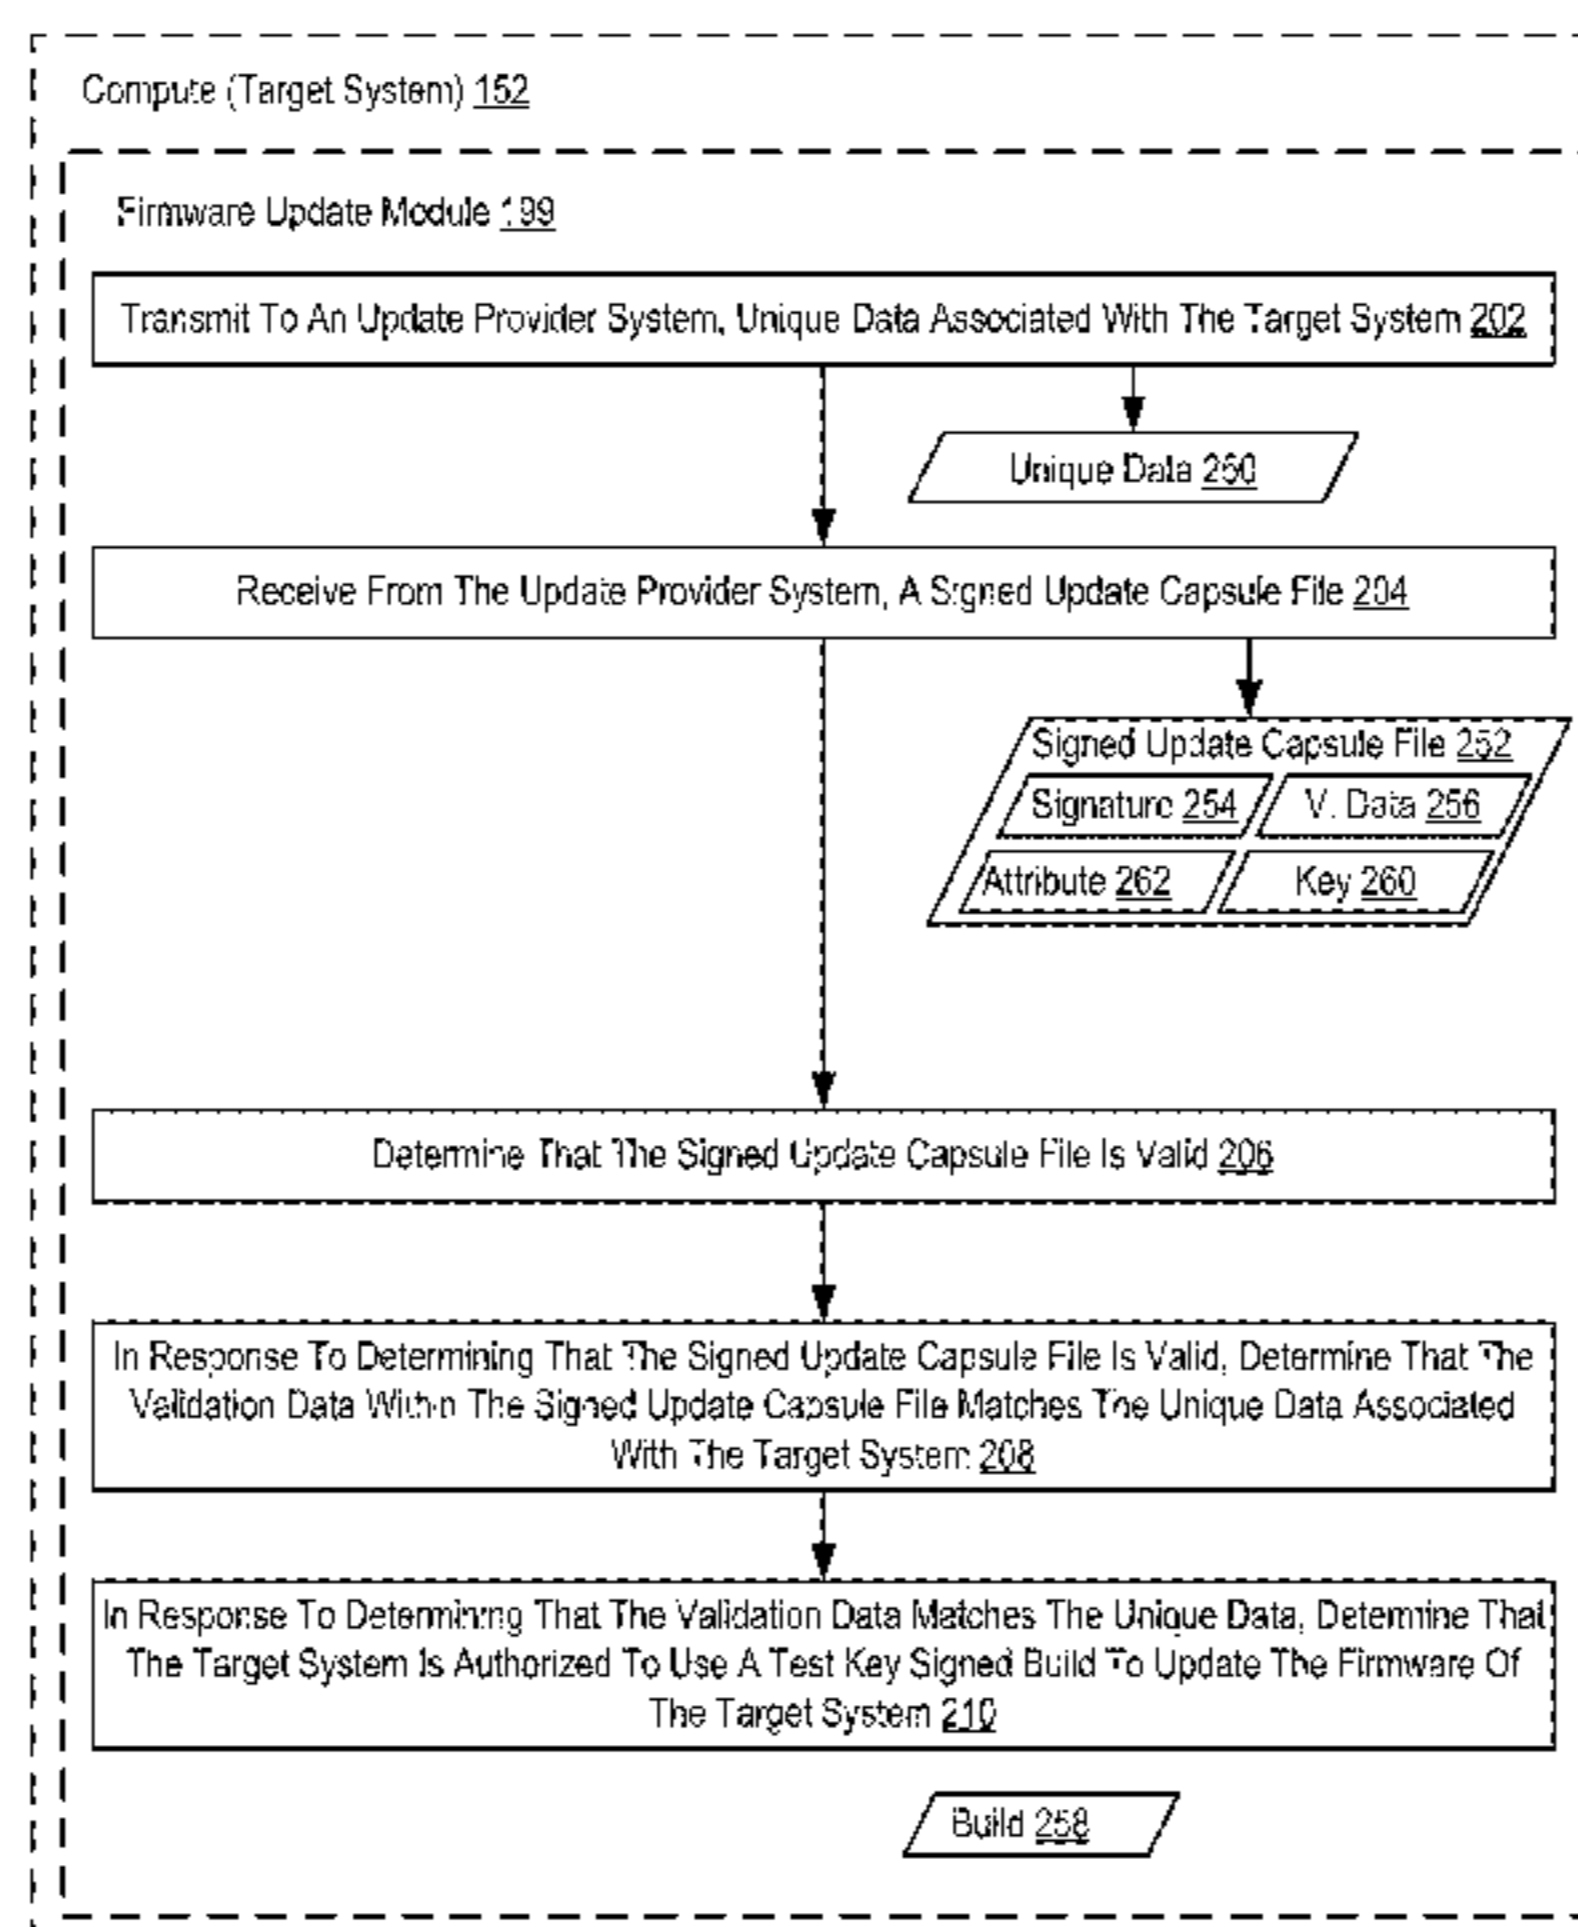 Compute (Target System) 152
Firmware Update Module 199
Transmit To An Update Provider System, Unique Data Associated With The Target System 202
Unique Data 250
Receive From The Update Provider System, A Signed Update Capsule File 204
Signed Update Capsule File 252
Signature 254 V. Data 256
Attribute 262 Key 260
Determine That The Signed Update Capsule File Is Valid 206
In Response To Determining That The Signed Update Capsule File Is Valid, Determine That The
Validation Data Within The Signed Update Capsule File Matches The Unique Data Associated
With The Target System 208
In Response To Determining That The Validation Data Matches The Unique Data, Determine That
The Target System Is Authorized To Use A Test Key Signed Build To Update The Firmware Of
The Target System 210
Build 258